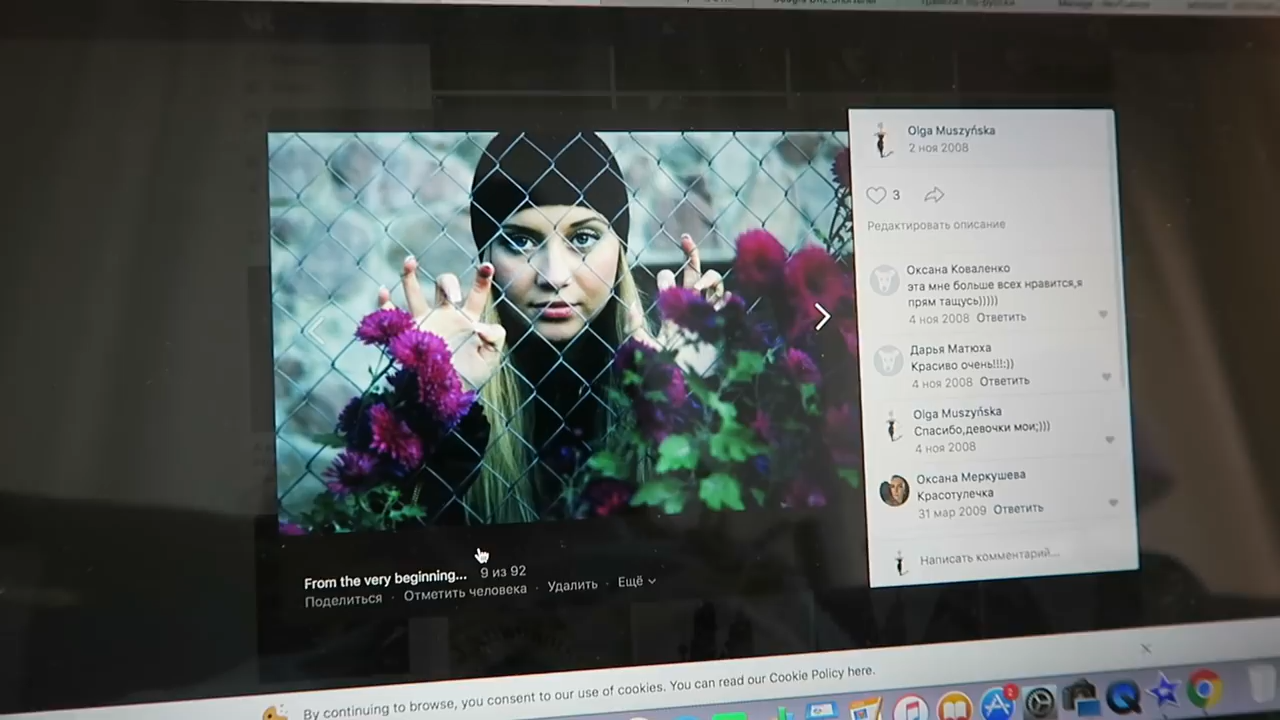 Olga Muszyńska
2 ноя 2008
3
Редактировать описание
Оксана Коваленко
эта мне больше всех нравится,я
прям тащусь)))))
4 ноя 2008 Ответить
Дарья Матюха
Красиво очень!!!:))
4 ноя 2008 Ответить
Olga Muszyńska
Спасибо,девочки мои;)))
4 ноя 2008
Оксана Меркушева
Красотулечка
31 мар 2009 Ответить
Написать комментарий...
From the very beginning... 9 из 92
Поделиться · Отметить человека · Удалить · Ещё
By continuing to browse, you consent to our use of cookies. You can read our Cookie Policy here.